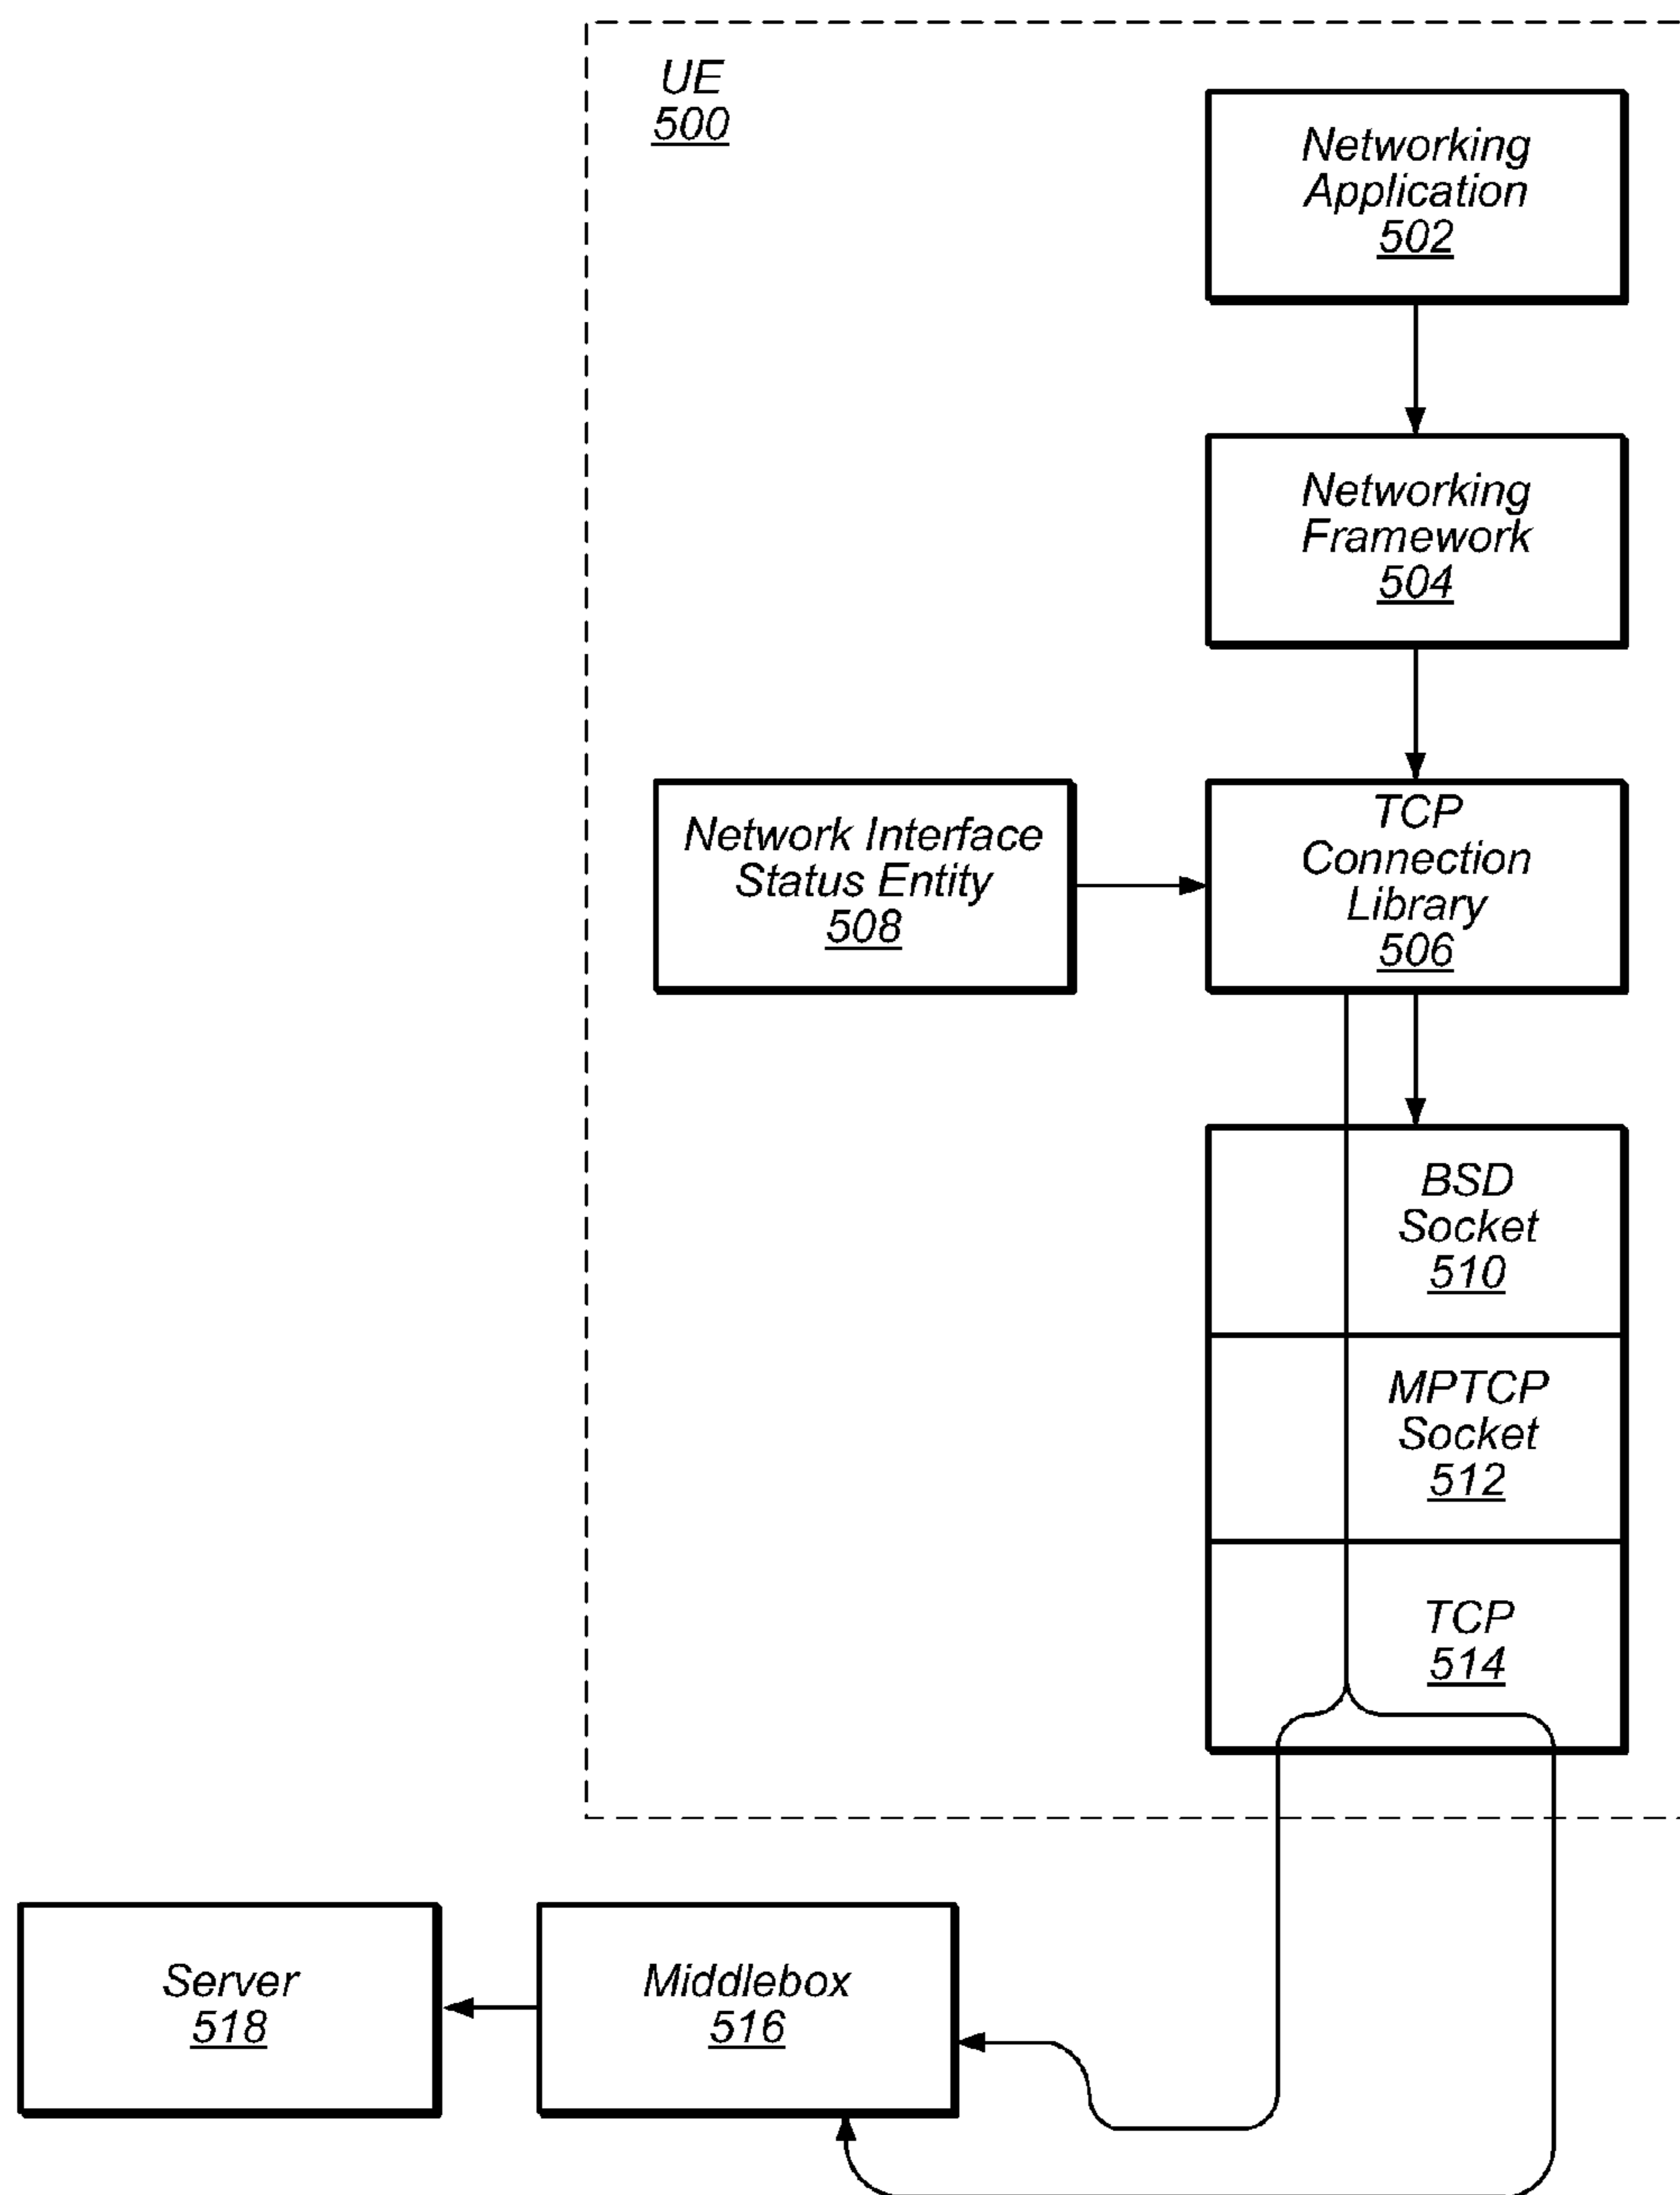 UE
500
Networking
Application
502
Networking
Framework
504
Network Interface
Status Entity
508
TCP
Connection
Library
506
BSD
Socket
510
MPTCP
Socket
512
TCP
514
Server
518
Middlebox
516